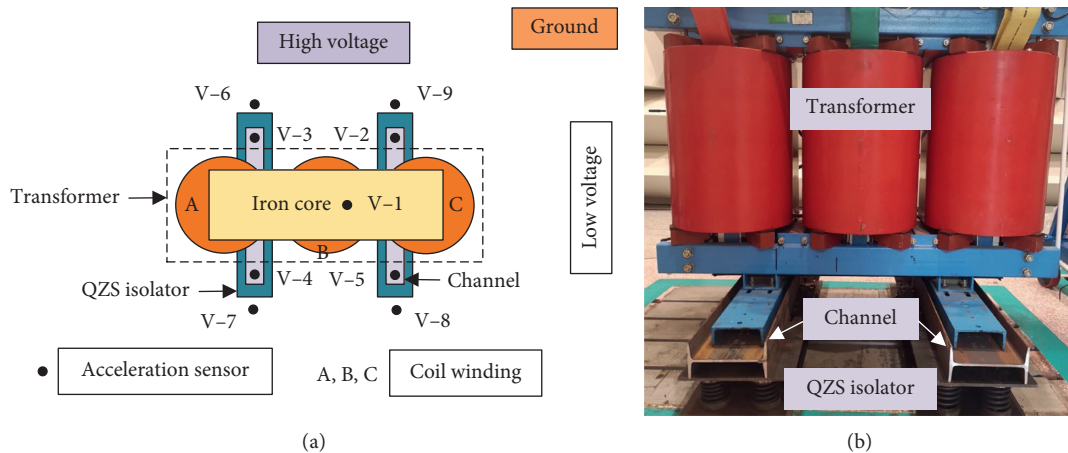 High voltage
Ground
V–6
V–9
V–3
V–2
Transformer
A
Iron core
V–1
C
B
Low voltage
QZS isolator
V–4
V–5
Channel
V–7
V–8
Acceleration sensor
A, B, C
Coil winding
(a)
Transformer
Channel
QZS isolator
(b)